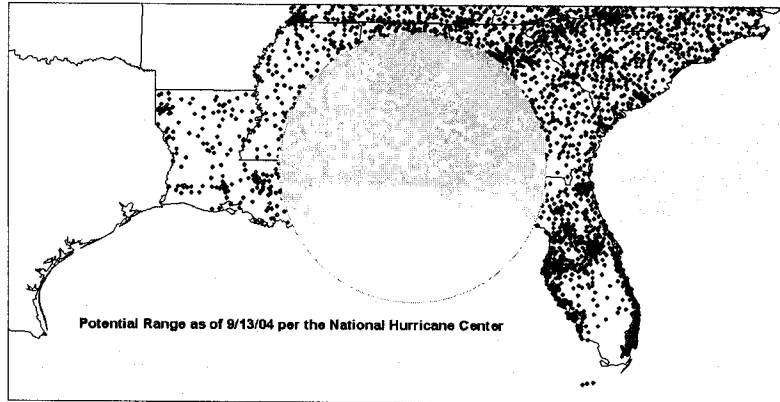 Potential Range as of 9/13/04 per the National Hurricane Center